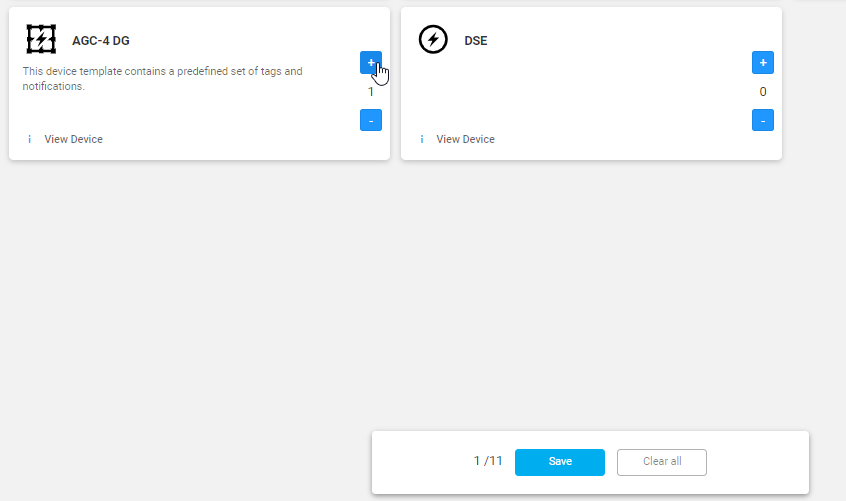 AGC-4 DG
This device template contains a predefined set of tags and
notifications.
+
1
-
i View Device
DSE
+
0
-
i View Device
1 /11
Save
Clear all